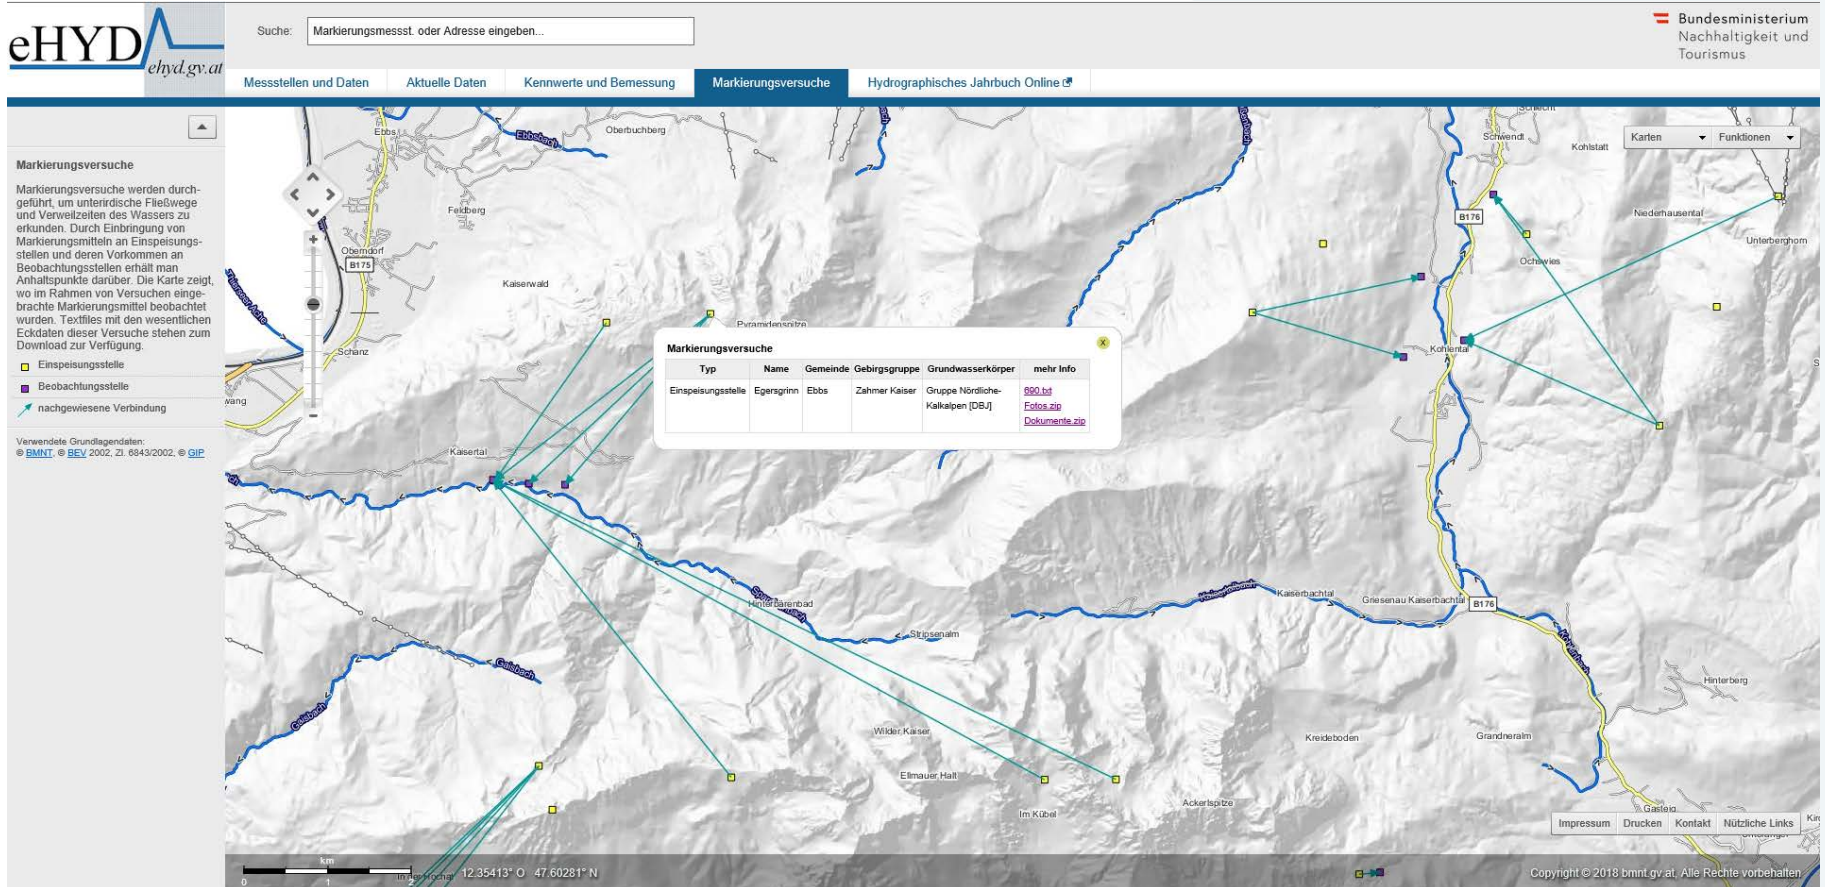 eHYD
ehyd.gv.at
Suche:
Markierungsmessst. oder Adresse eingeben...
Bundesministerium
Nachhaltigkeit und
Tourismus
Messstellen und Daten
Aktuelle Daten
Kennwerte und Bemessung
Markierungsversuche
Hydrographisches Jahrbuch Online
Markierungsversuche
Markierungsversuche werden durch-
geführt, um unterirdische Fließwege
und Verweilzeiten des Wassers zu
erkunden. Durch Einbringung von
Markierungsmitteln an Einspeisungs-
stellen und deren Vorkommen an
Beobachtungsstellen erhält man
Anhaltspunkte darüber. Die Karte zeigt,
wo im Rahmen von Versuchen einge-
brachte Markierungsmittel beobachtet
wurden. Textfiles mit den wesentlichen
Eckdaten dieser Versuche stehen zum
Download zur Verfügung.
Einspeisungsstelle
Beobachtungsstelle
nachgewiesene Verbindung
Verwendete Grundlagendaten:
© BMNT, © BEV 2002, Zl. 6843/2002, © GIP
Karten
Funktionen
Ebbs
Ebbsbach
Oberbuchberg
Schwendt
Kohlstatt
Feldberg
B176
Niederhausental
Unterberghorn
Oberndorf
B175
Ochswies
Kaiserwald
Thierseer Ache
Pyramidenspitze
Schanz
Kohlental
Markierungsversuche
x
Typ Name Gemeinde Gebirgsgruppe Grundwasserkörper mehr Info
Einspeisungsstelle Egersgrinn Ebbs Zahmer Kaiser Gruppe Nördliche- 690.txt
Kalkalpen [DBJ] Fotos.zip
Dokumente.zip
Kaisertal
Hinterbärenbad
Kaiserbachtal
Griesenau Kaiserbachtal
B176
Stripsenalm
Gaisbach
Gaisbach
Kohlnbach
Hinterberg
Wilder Kaiser
Kreideboden
Grandneralm
Ellmauer Halt
Ackerlspitze
Im Kübel
Gasteig
Impressum
Drucken
Kontakt
Nützliche Links
km
0 1 2
12.35413° O 47.60281° N
Copyright © 2018 bmnt.gv.at, Alle Rechte vorbehalten